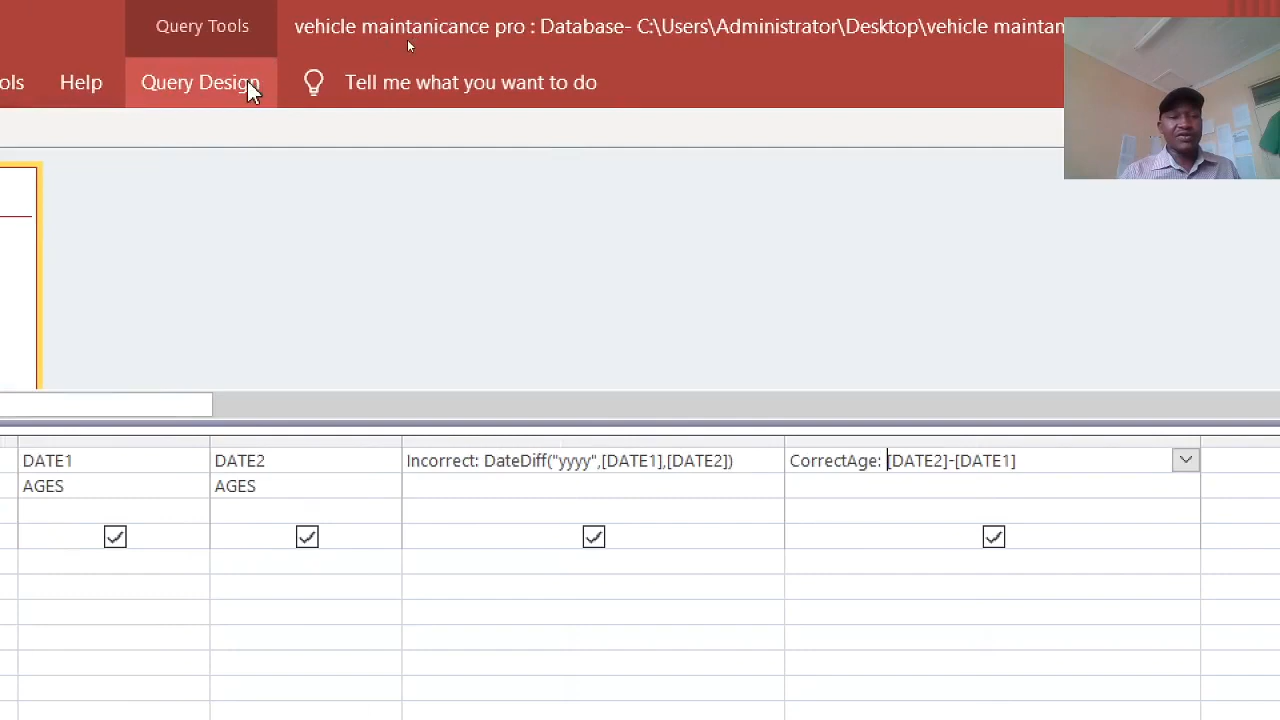 Query Tools
vehicle maintanicance pro : Database- C:\Users\Administrator\Desktop\vehicle maintan
ols
Help
Query Design
Tell me what you want to do
DATE1
DATE2
Incorrect: DateDiff("yyyy",[DATE1],[DATE2])
CorrectAge: [DATE2]-[DATE1]
AGES
AGES